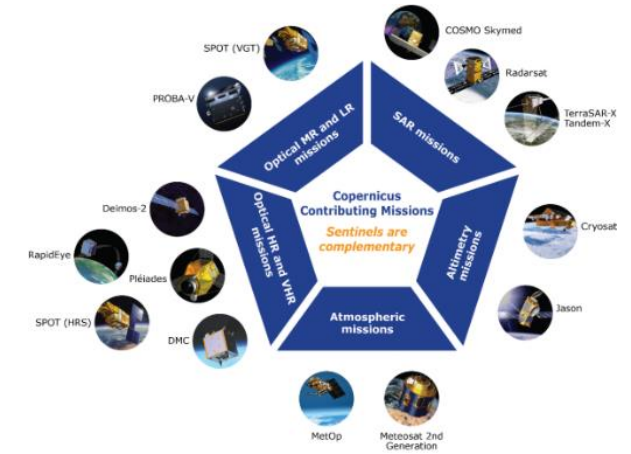 SPOT (VGT)
PROBA-V
Optical MR and LR
missions
COSMO Skymed
Radarsat
TerraSAR-X
Tandem-X
SAR missions
Copernicus
Contributing Missions
Sentinels are
complementary
Deimos-2
RapidEye
Pléiades
SPOT (HRS)
DMC
Optical HR and VHR
missions
Altimetry
missions
Cryosat
Jason
Atmospheric
missions
MetOp
Meteosat 2nd
Generation